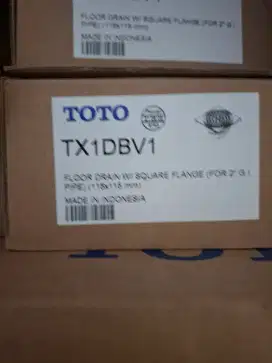 FLOOR DRAIN W/ SQUARE FLANGE (FOR 2" G.I
PIPE) (118x118 mm)
MADE IN INDONESIA
TOTO
TX1DBV1
FLOOR DRAIN W/ SQUARE FLANGE (FOR 2" G.I
PIPE) (118x118 mm)
MADE IN INDONESIA